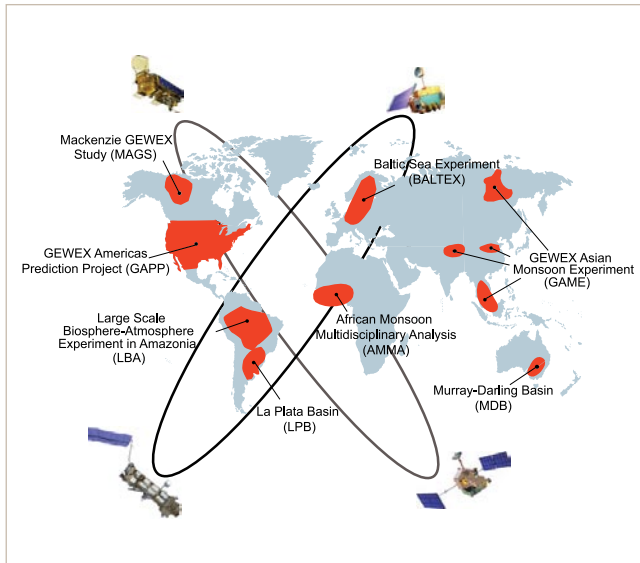 Mackenzie GEWEX
Study (MAGS)
Baltic Sea Experiment
(BALTEX)
GEWEX Americas
Prediction Project (GAPP)
GEWEX Asian
Monsoon Experiment
(GAME)
Large Scale
Biosphere-Atmosphere
Experiment in Amazonia
(LBA)
African Monsoon
Multidisciplinary Analysis
(AMMA)
La Plata Basin
(LPB)
Murray-Darling Basin
(MDB)